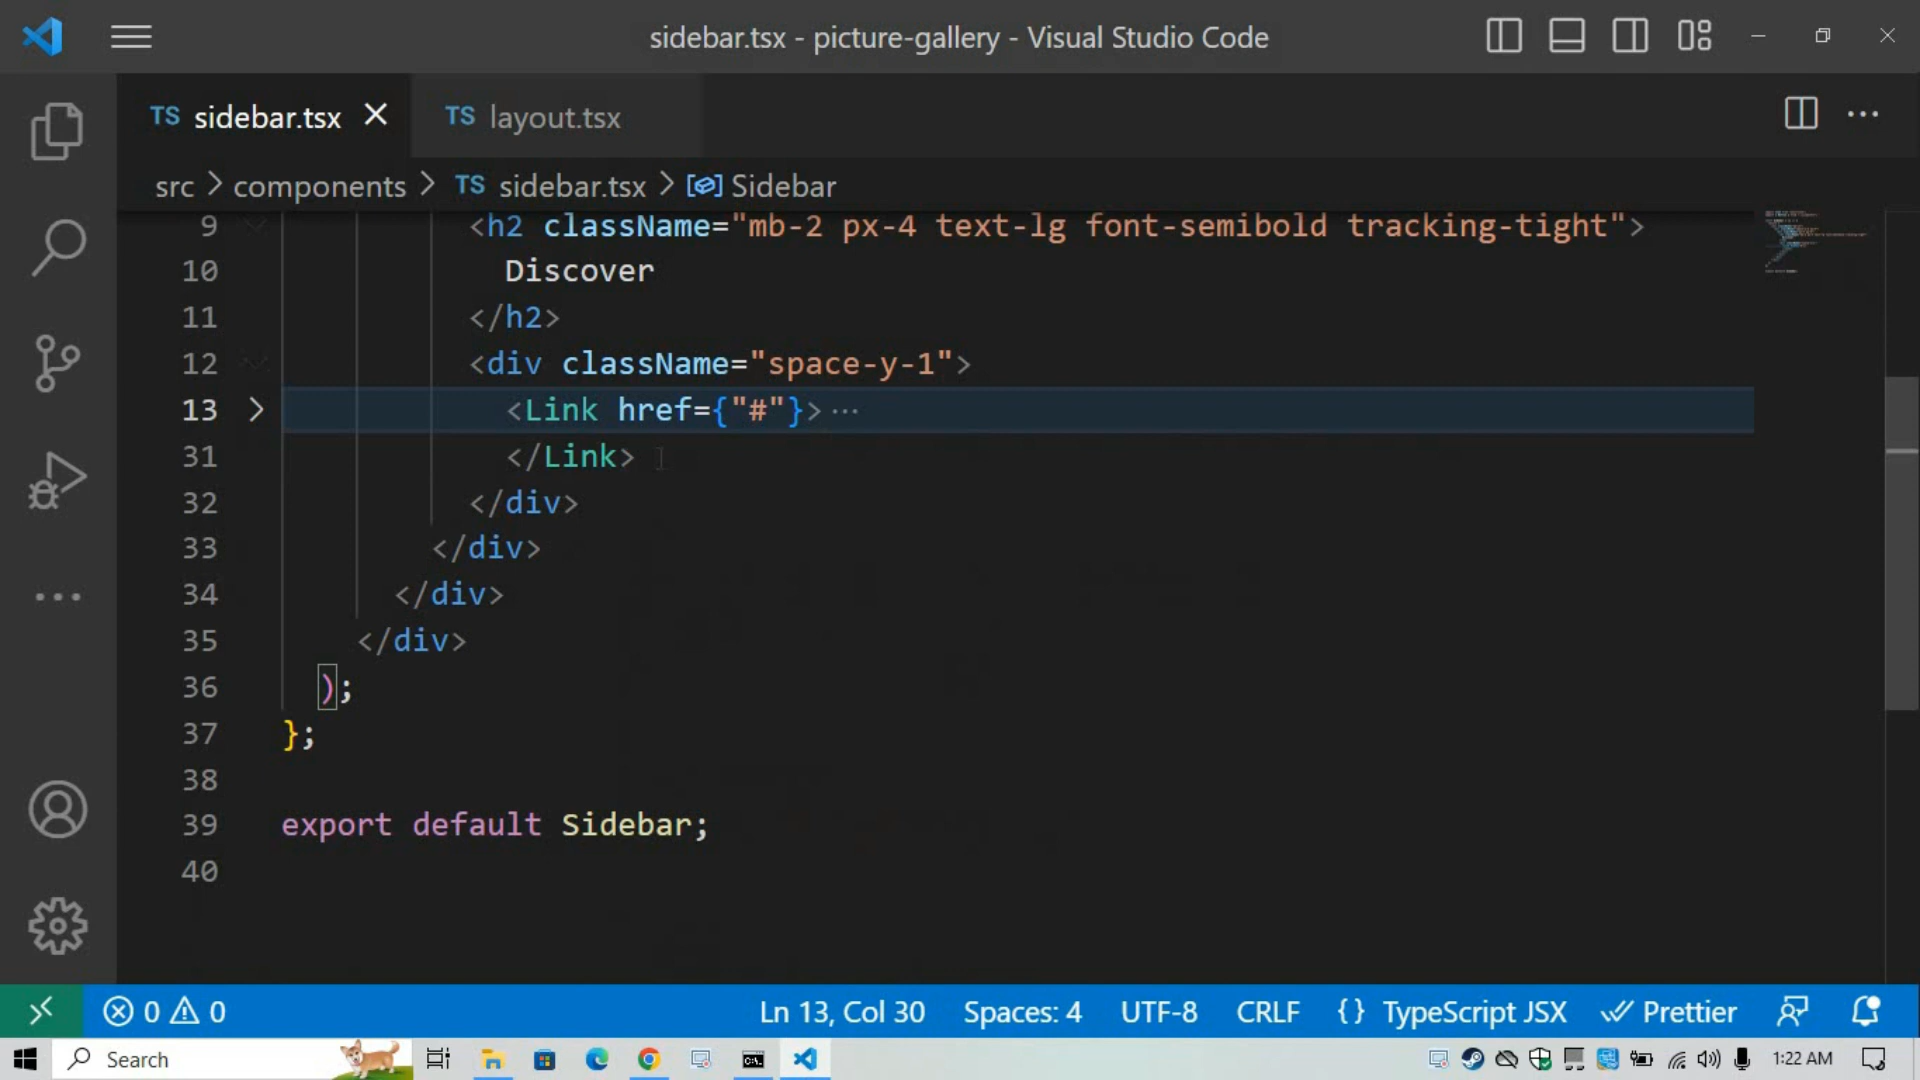 sidebar.tsx - picture-gallery - Visual Studio Code
TS sidebar.tsx
TS layout.tsx
src > components > TS sidebar.tsx > Sidebar
9 <h2 className="mb-2 px-4 text-lg font-semibold tracking-tight">
10 Discover
11 </h2>
12 <div className="space-y-1">
13 <Link href={"#"}> ···
31 </Link>
32 </div>
33 </div>
34 </div>
35 </div>
36 );
37 };
38
39 export default Sidebar;
40
0 0 Ln 13, Col 30 Spaces: 4 UTF-8 CRLF {} TypeScript JSX Prettier
Search 1:22 AM